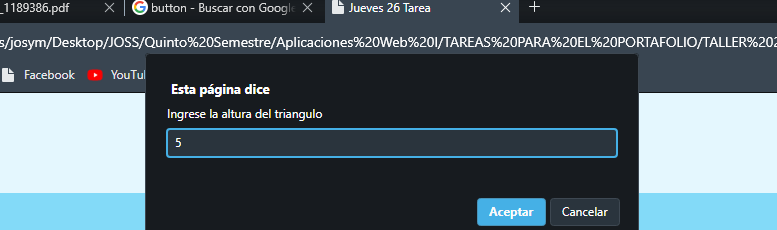 _1189386.pdf
button - Buscar con Google
Jueves 26 Tarea
s/josym/Desktop/JOSS/Quinto%20Semestre/Aplicaciones%20Web%20I/TAREAS%20PARA%20EL%20PORTAFOLIO/TALLER%2
Facebook
YouTu
Esta página dice
Ingrese la altura del triangulo
5
Aceptar
Cancelar